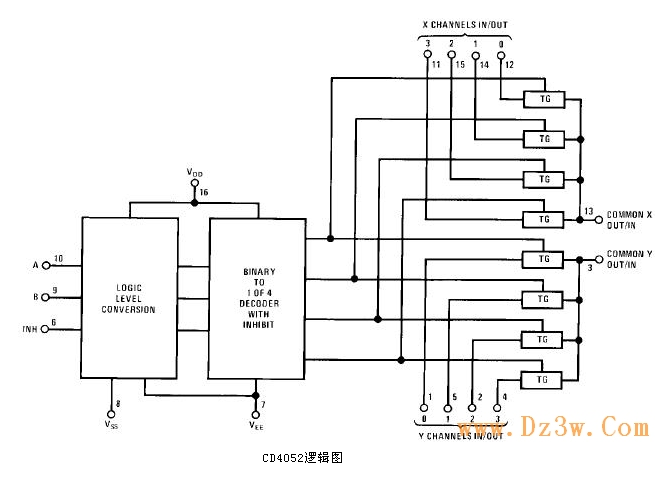 X CHANNELS IN/OUT
3 2 1 0
11 15 14 12
TG
TG
TG
TG
13 COMMON X
OUT/IN
VDD
16
A 10
B 9
INH 6
LOGIC
LEVEL
CONVERSION
BINARY
TO
1 OF 4
DECODER
WITH
INHIBIT
COMMON Y
3 OUT/IN
TG
TG
TG
TG
8
VSS
7
VEE
1 5 2 4
0 1 2 3
Y CHANNELS IN/OUT
www.Dz3w.Com
CD4052逻辑图